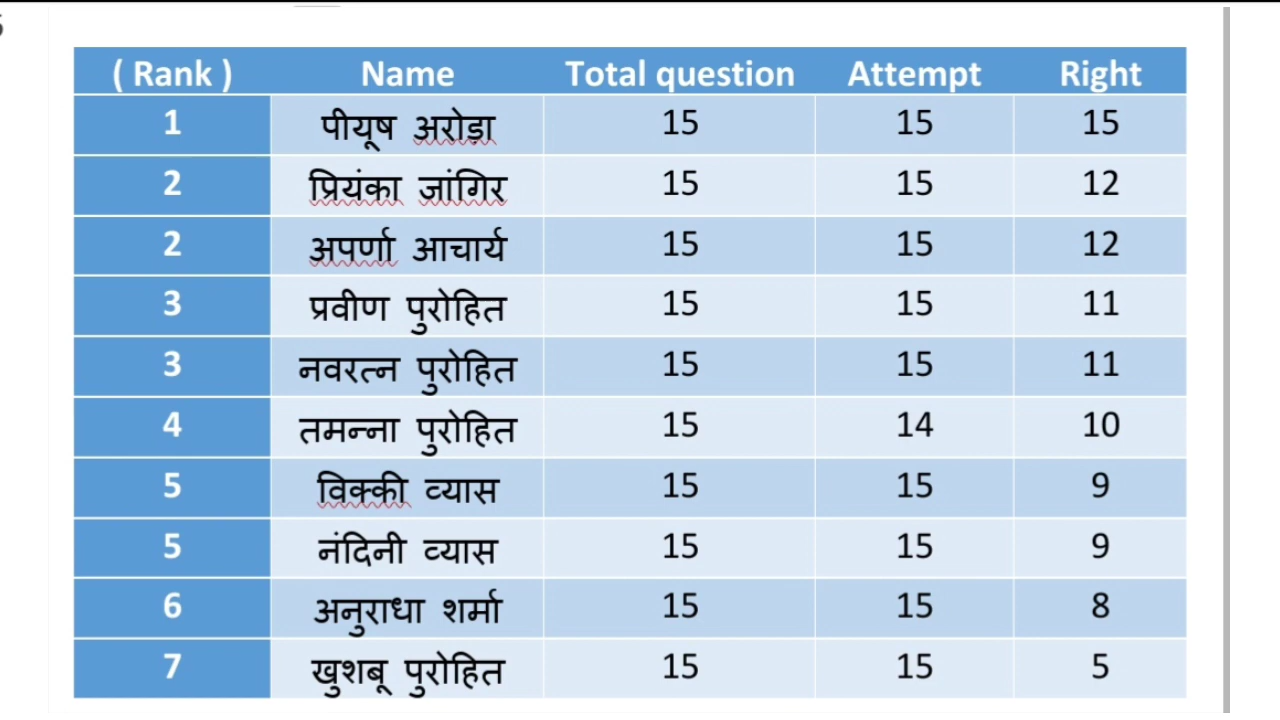 ( Rank ) Name Total question Attempt Right
1 पीयूष अरोड़ा 15 15 15
2 प्रियंका जांगिर 15 15 12
2 अपर्णा आचार्य 15 15 12
3 प्रवीण पुरोहित 15 15 11
3 नवरत्न पुरोहित 15 15 11
4 तमन्ना पुरोहित 15 14 10
5 विक्की व्यास 15 15 9
5 नंदिनी व्यास 15 15 9
6 अनुराधा शर्मा 15 15 8
7 खुशबू पुरोहित 15 15 5